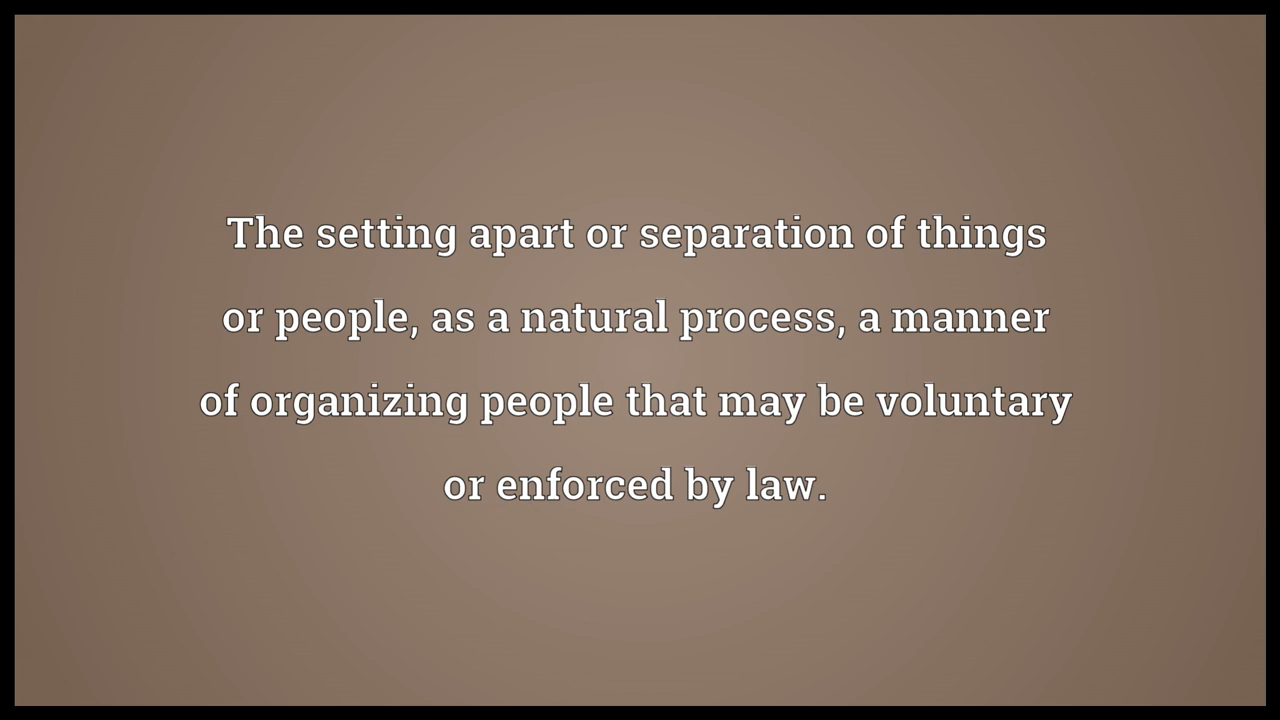 The setting apart or separation of things
or people, as a natural process, a manner
of organizing people that may be voluntary
or enforced by law.